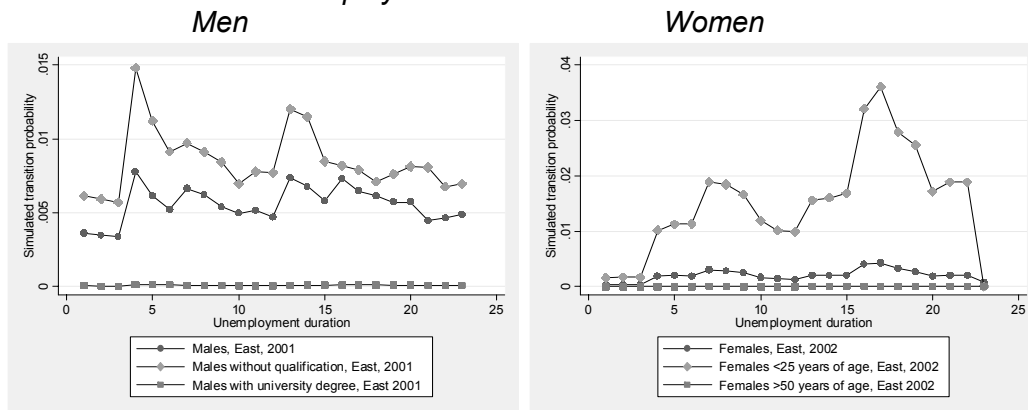 Men
Women
Simulated transition probability
.015
.01
.005
0
0 5 10 15 20 25
Unemployment duration
Males, East, 2001
Males without qualification, East, 2001
Males with university degree, East 2001
Simulated transition probability
.04
.03
.02
.01
0
0 5 10 15 20 25
Unemployment duration
Females, East, 2002
Females <25 years of age, East, 2002
Females >50 years of age, East 2002